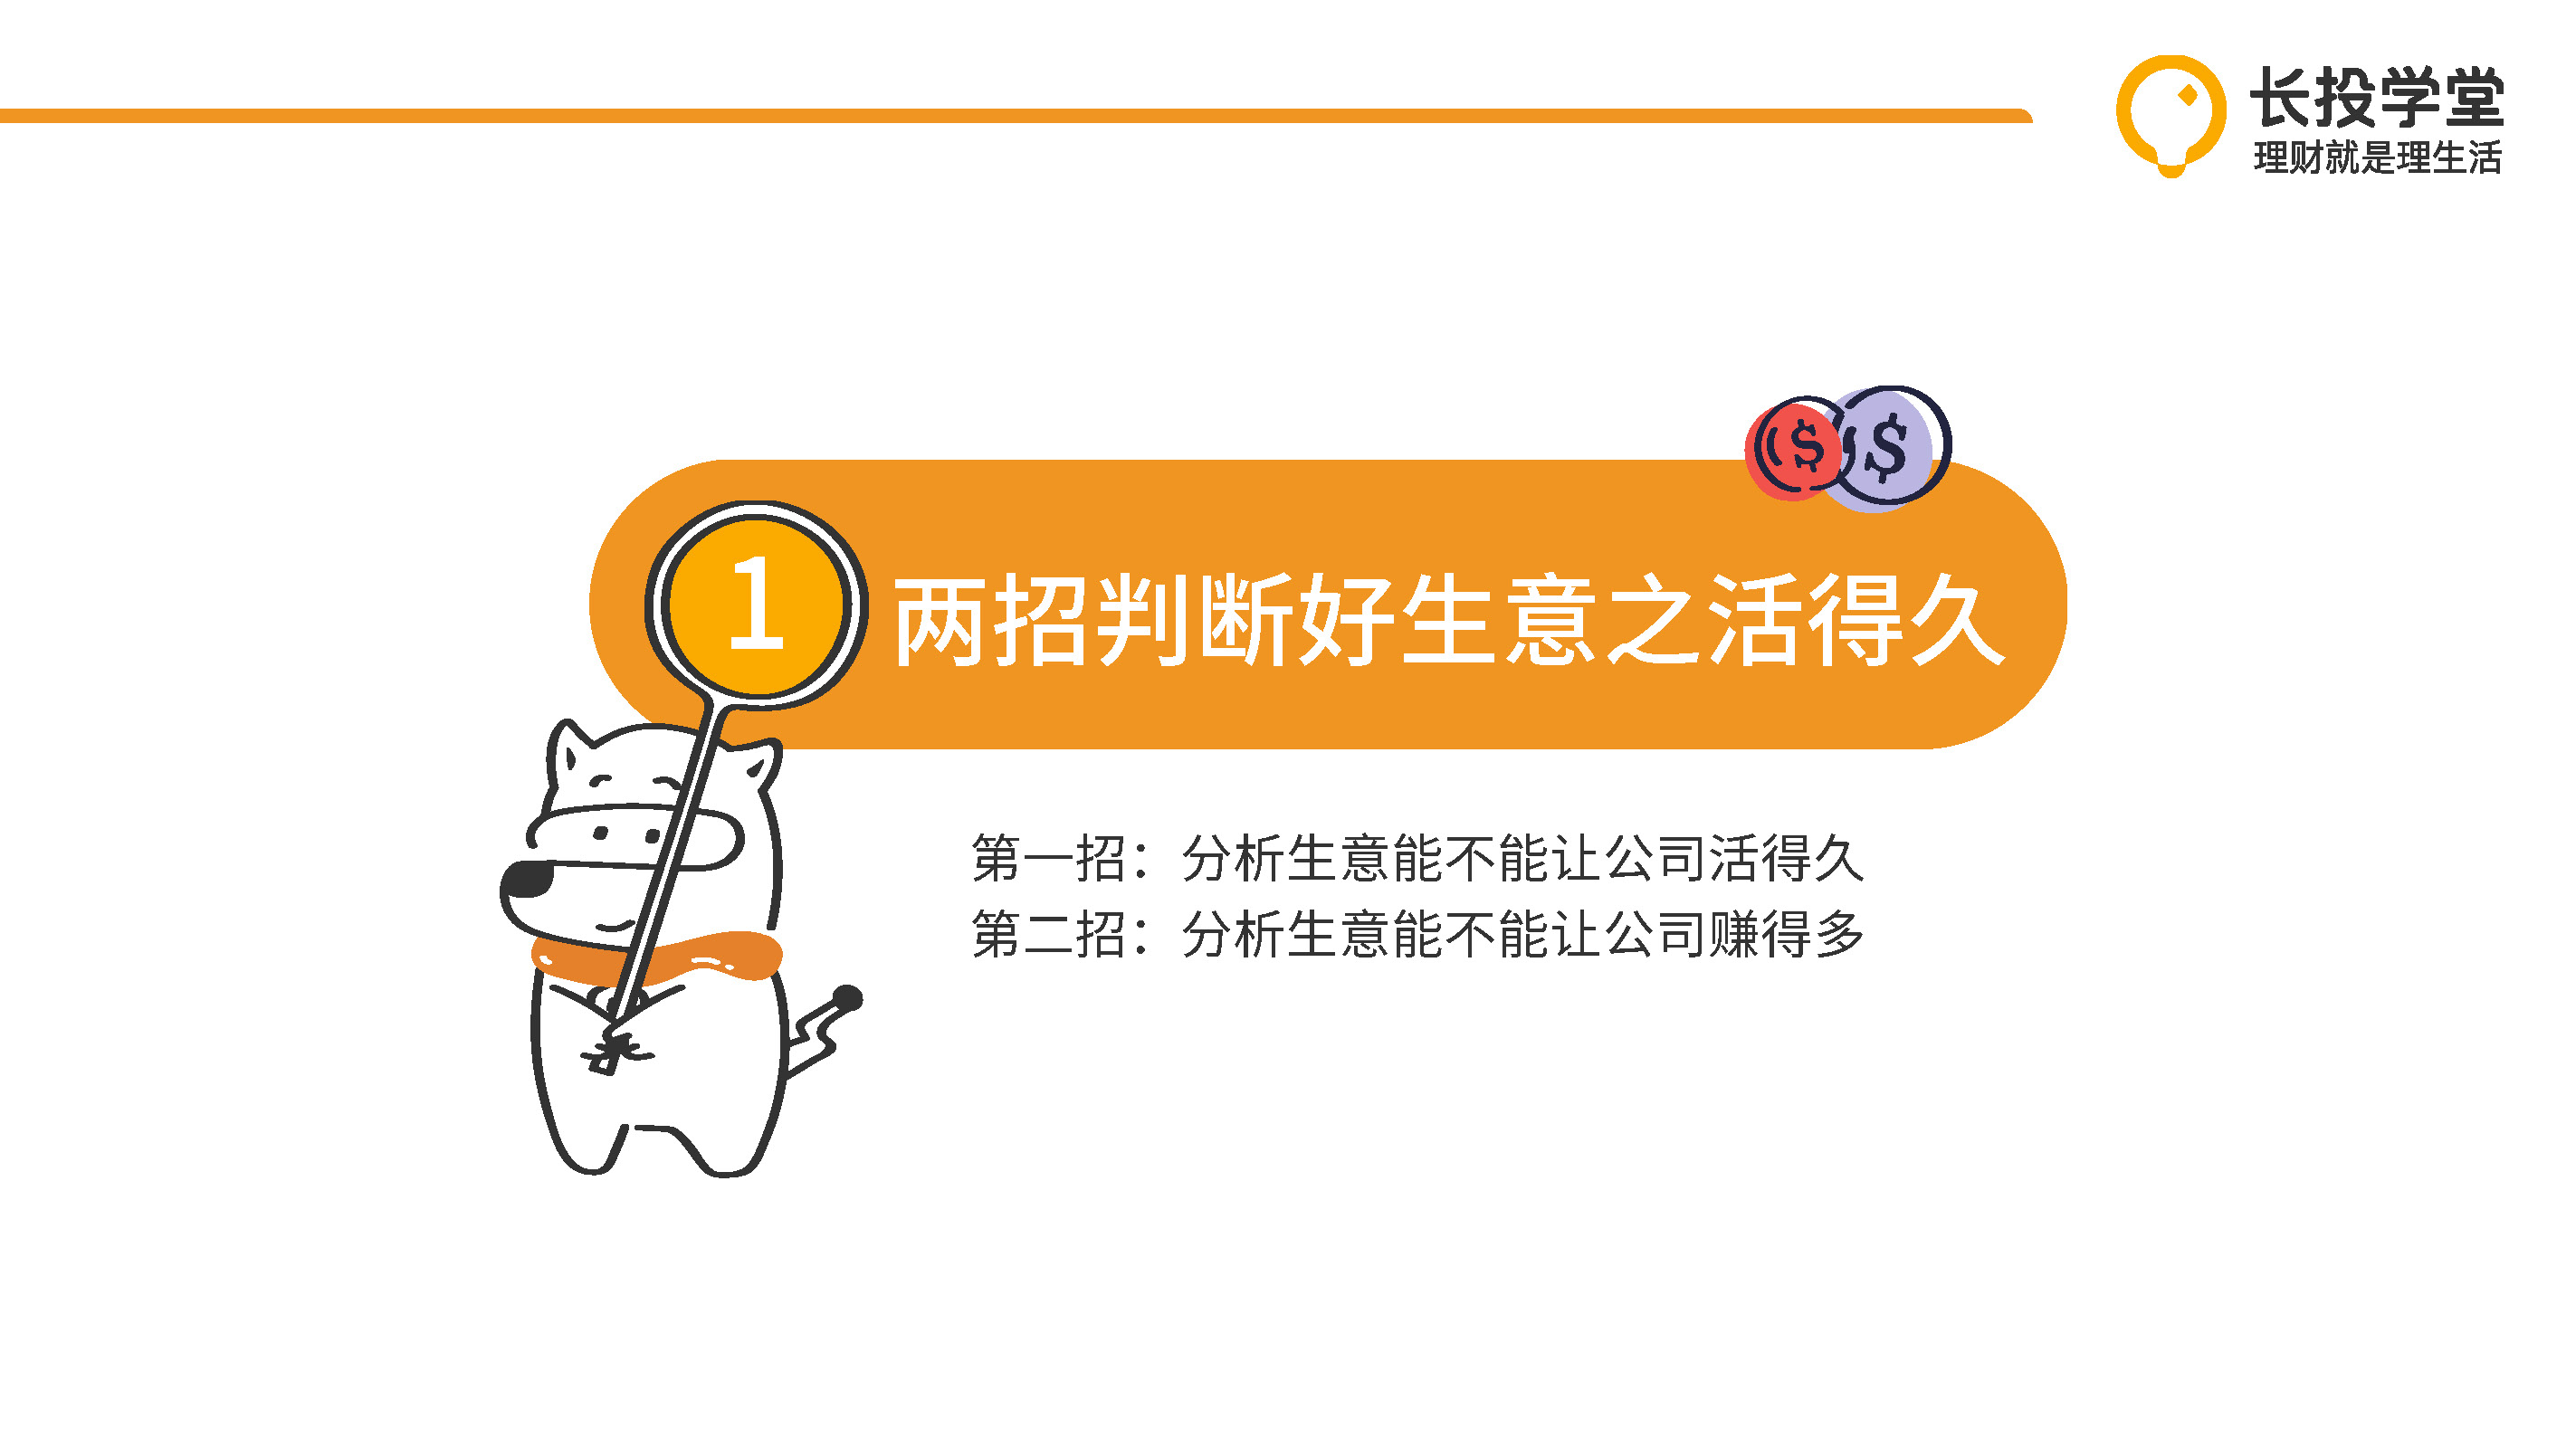 长投学堂
理财就是理生活
$ $
1 两招判断好生意之活得久
第一招：分析生意能不能让公司活得久
第二招：分析生意能不能让公司赚得多